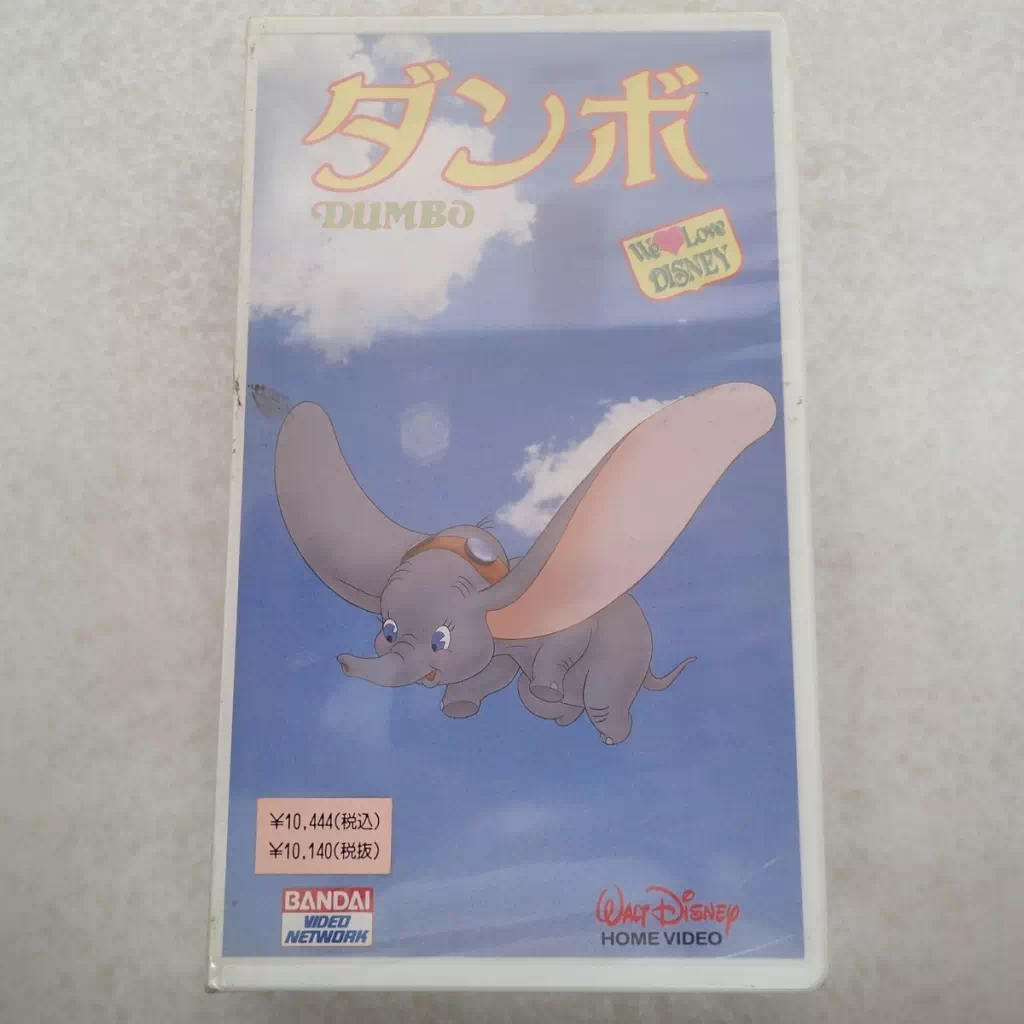 ダンボ
DUMBO
We Love
DISNEY
¥10,444(税込)
¥10,140(税抜)
BANDAI
VIDEO
NETWORK
WALT DISNEY
HOME VIDEO